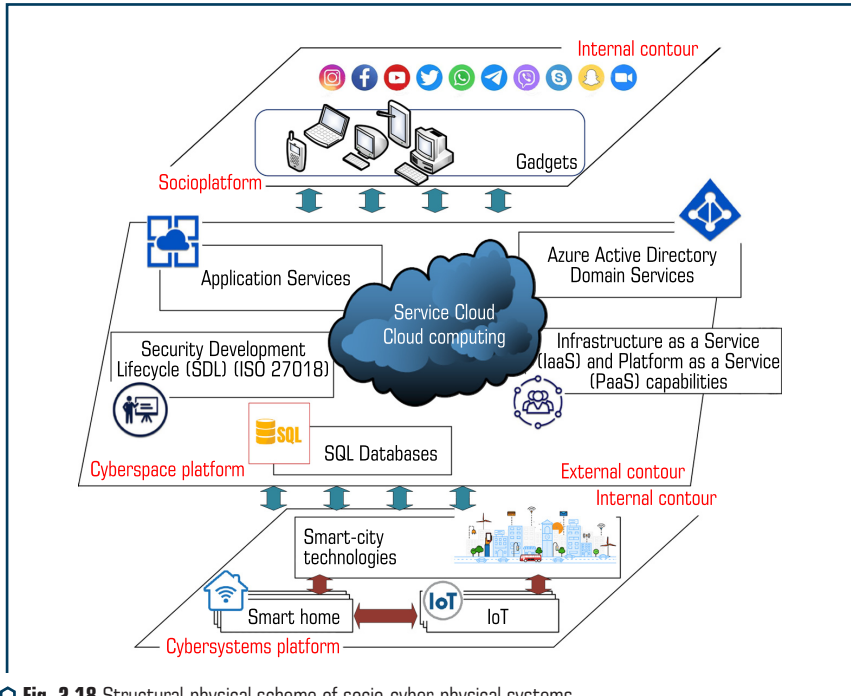 Internal contour
Gadgets
Socioplatform
Application Services
Azure Active Directory
Domain Services
Service Cloud
Cloud computing
Security Development
Lifecycle (SDL) (ISO 27018)
Infrastructure as a Service
(IaaS) and Platform as a Service
(PaaS) capabilities
SQL
SQL Databases
Cyberspace platform
External contour
Internal contour
Smart-city
technologies
Smart home
IoT
IoT
Cybersystems platform
Fig. 2.18 Structural physical scheme of socio-cyber-physical systems